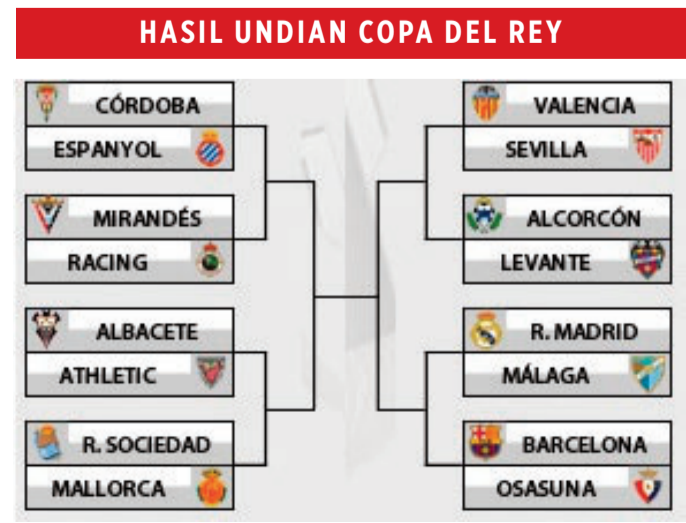 HASIL UNDIAN COPA DEL REY
CÓRDOBA
ESPANYOL
MIRANDÉS
RACING
ALBACETE
ATHLETIC
R. SOCIEDAD
MALLORCA
VALENCIA
SEVILLA
ALCORCÓN
LEVANTE
R. MADRID
MÁLAGA
BARCELONA
OSASUNA